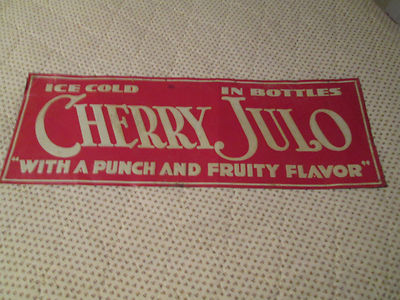 ICE COLD IN BOTTLES
CHERRY JULO
"WITH A PUNCH AND FRUITY FLAVOR"